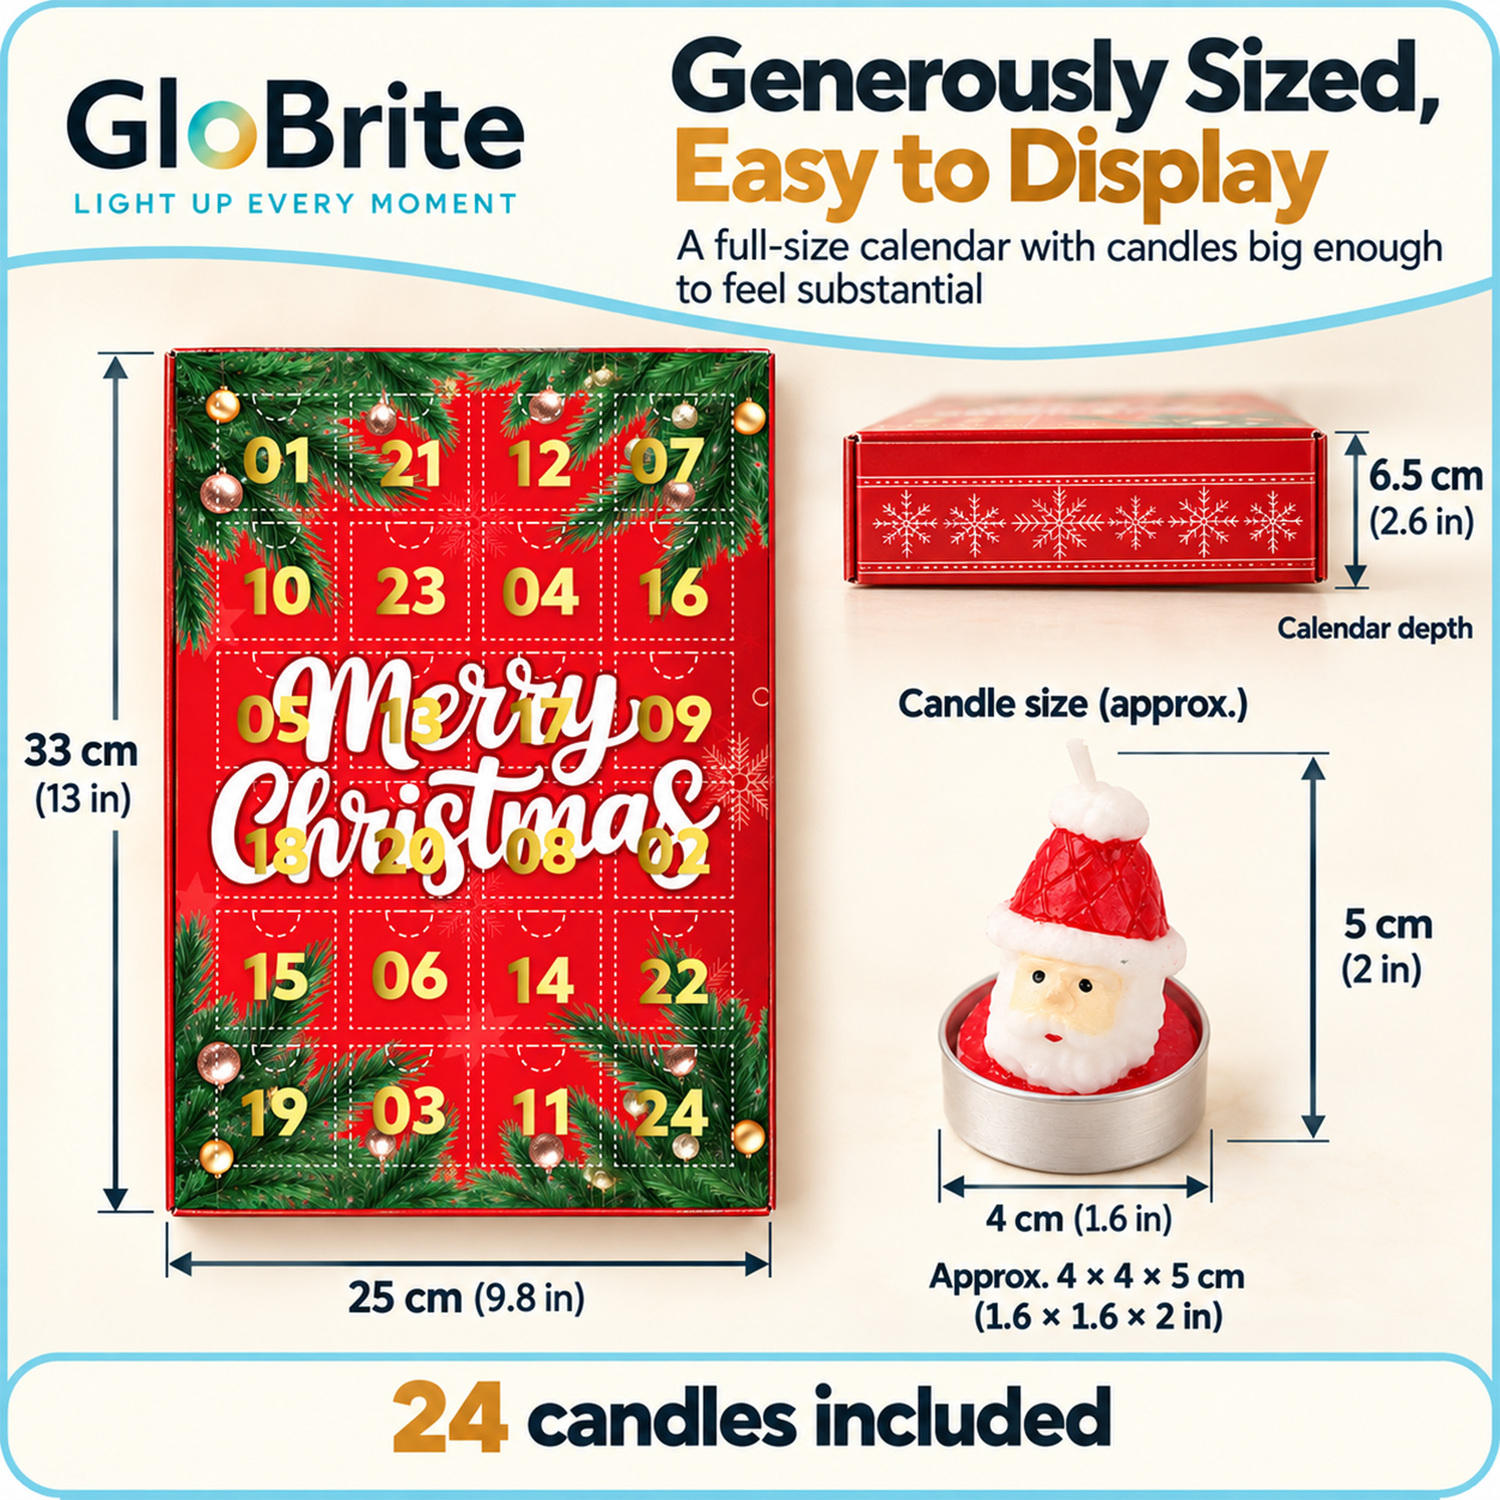 GloBrite
LIGHT UP EVERY MOMENT
Generously Sized,
Easy to Display
A full-size calendar with candles big enough
to feel substantial
01 21 12 07
10 23 04 16
Merry
05 13 17 09
Christmas
18 20 08 02
15 06 14 22
19 03 11 24
33 cm
(13 in)
25 cm (9.8 in)
6.5 cm
(2.6 in)
Calendar depth
Candle size (approx.)
5 cm
(2 in)
4 cm (1.6 in)
Approx. 4 × 4 × 5 cm
(1.6 × 1.6 × 2 in)
24 candles included